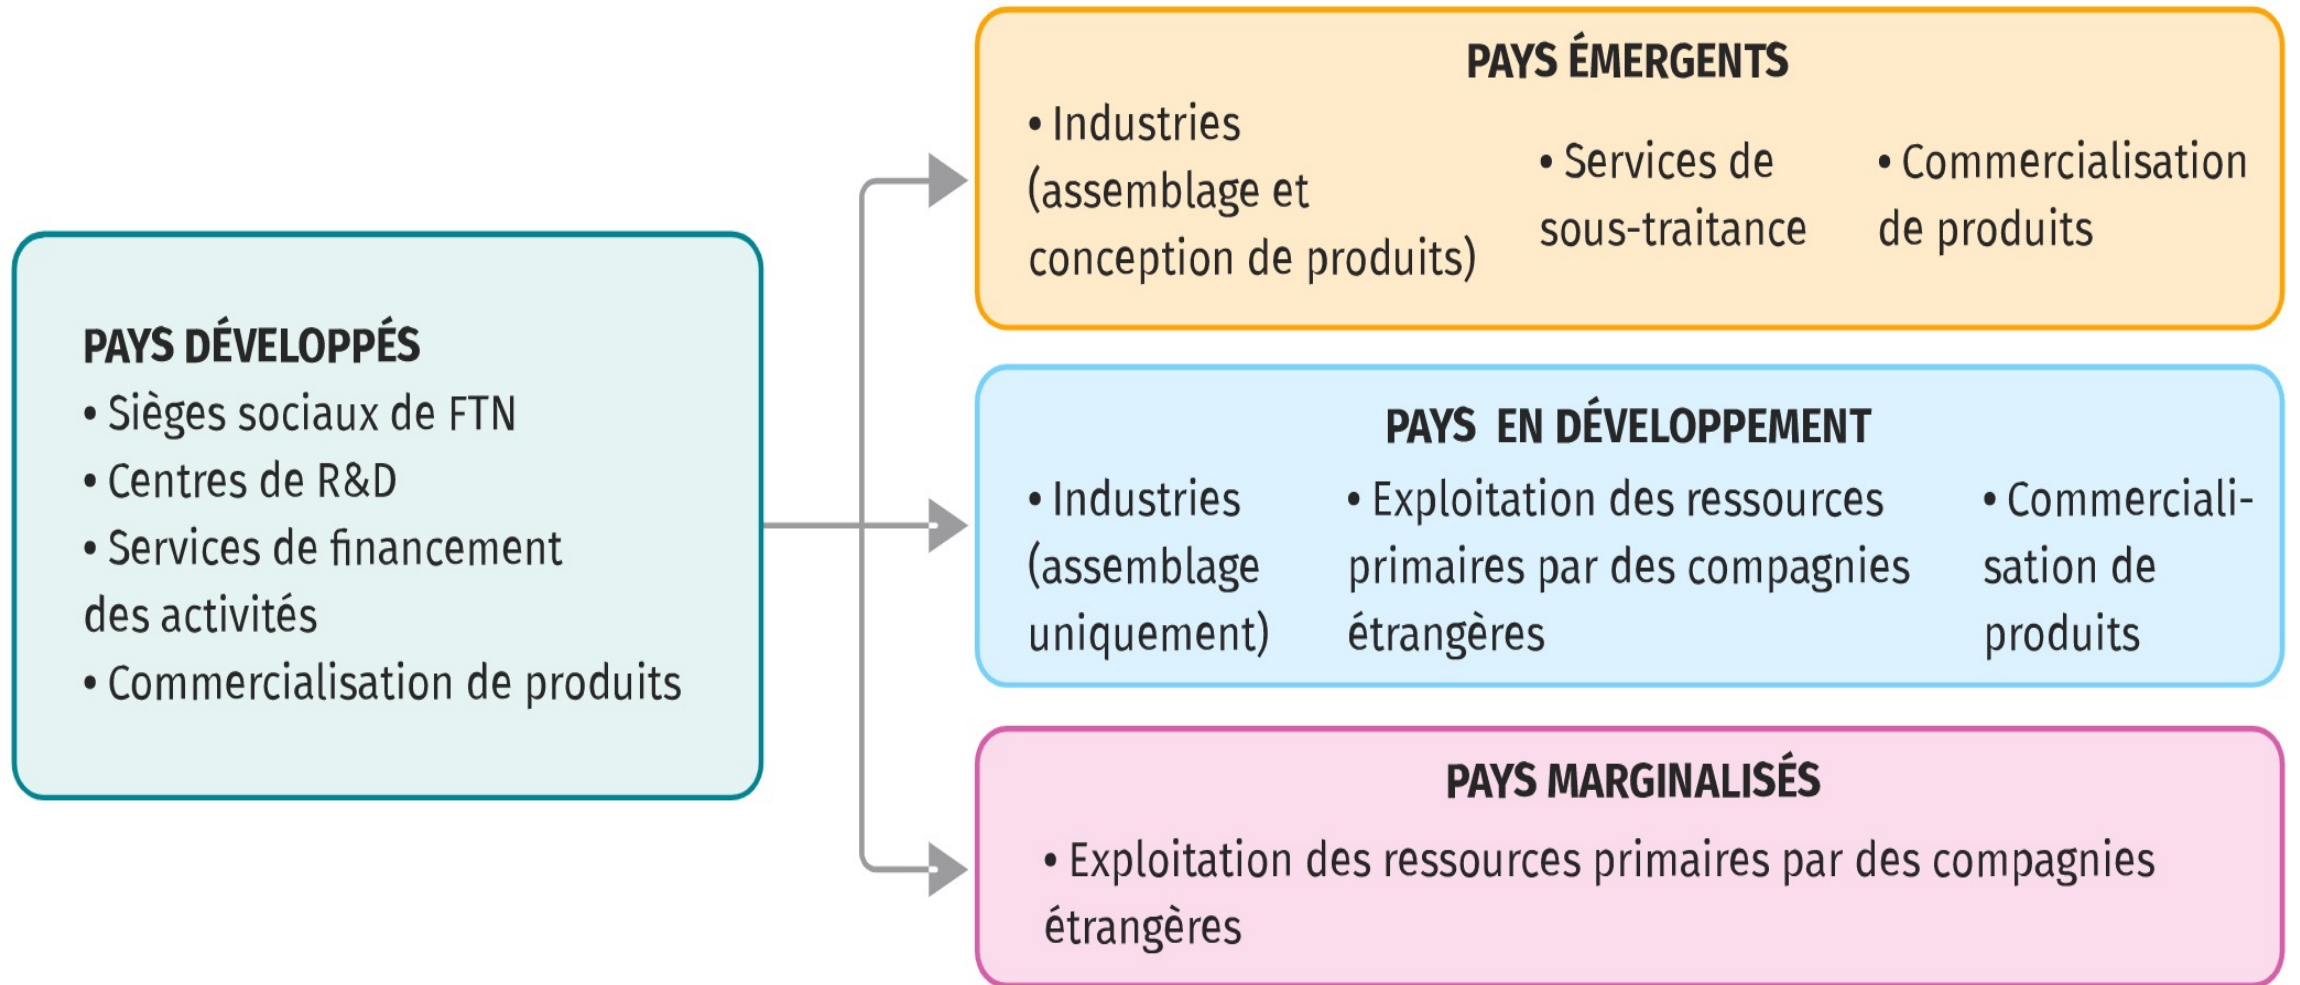 PAYS DÉVELOPPÉS
• Sièges sociaux de FTN
• Centres de R&D
• Services de financement
des activités
• Commercialisation de produits
PAYS ÉMERGENTS
• Industries
(assemblage et
conception de produits)
• Services de
sous-traitance
• Commercialisation
de produits
PAYS EN DÉVELOPPEMENT
• Industries
(assemblage
uniquement)
• Exploitation des ressources
primaires par des compagnies
étrangères
• Commerciali-
sation de
produits
PAYS MARGINALISÉS
• Exploitation des ressources primaires par des compagnies
étrangères